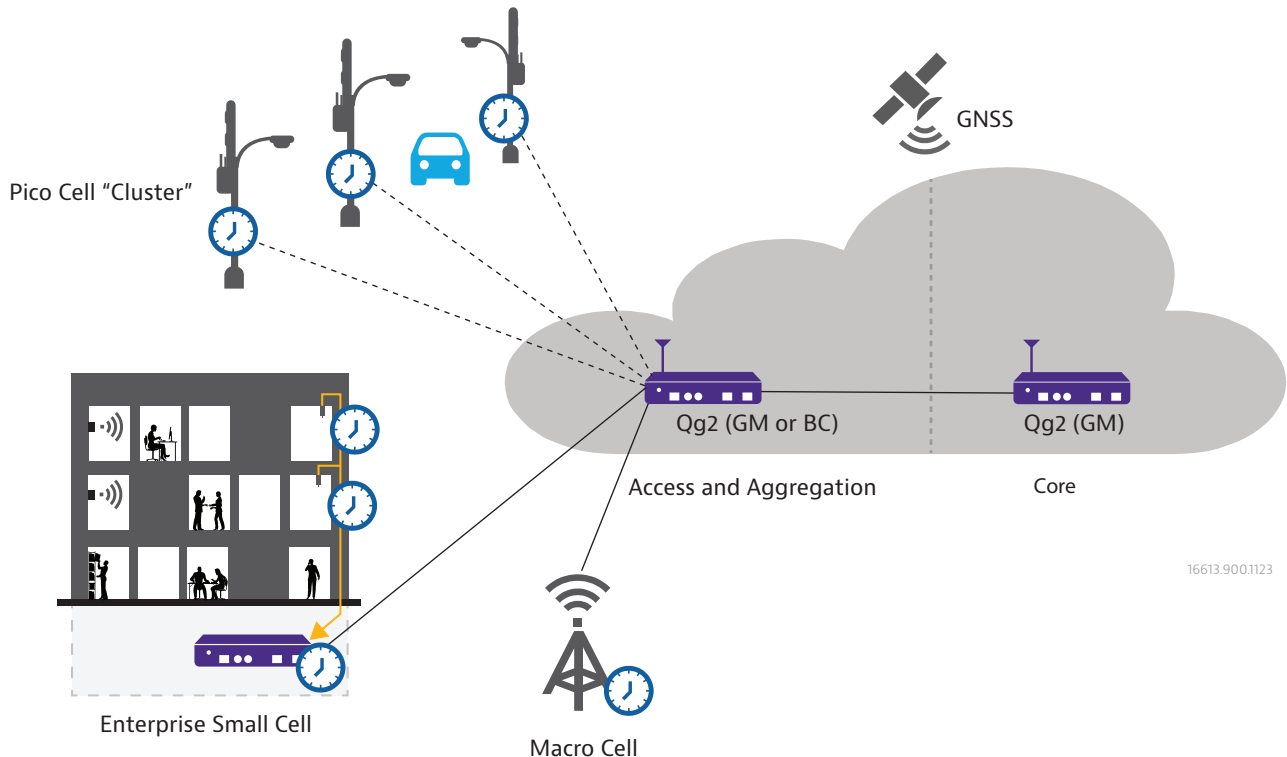 GNSS
Pico Cell “Cluster”
Qg2 (GM or BC)
Qg2 (GM)
Access and Aggregation
Core
16613.900.1123
Enterprise Small Cell
Macro Cell